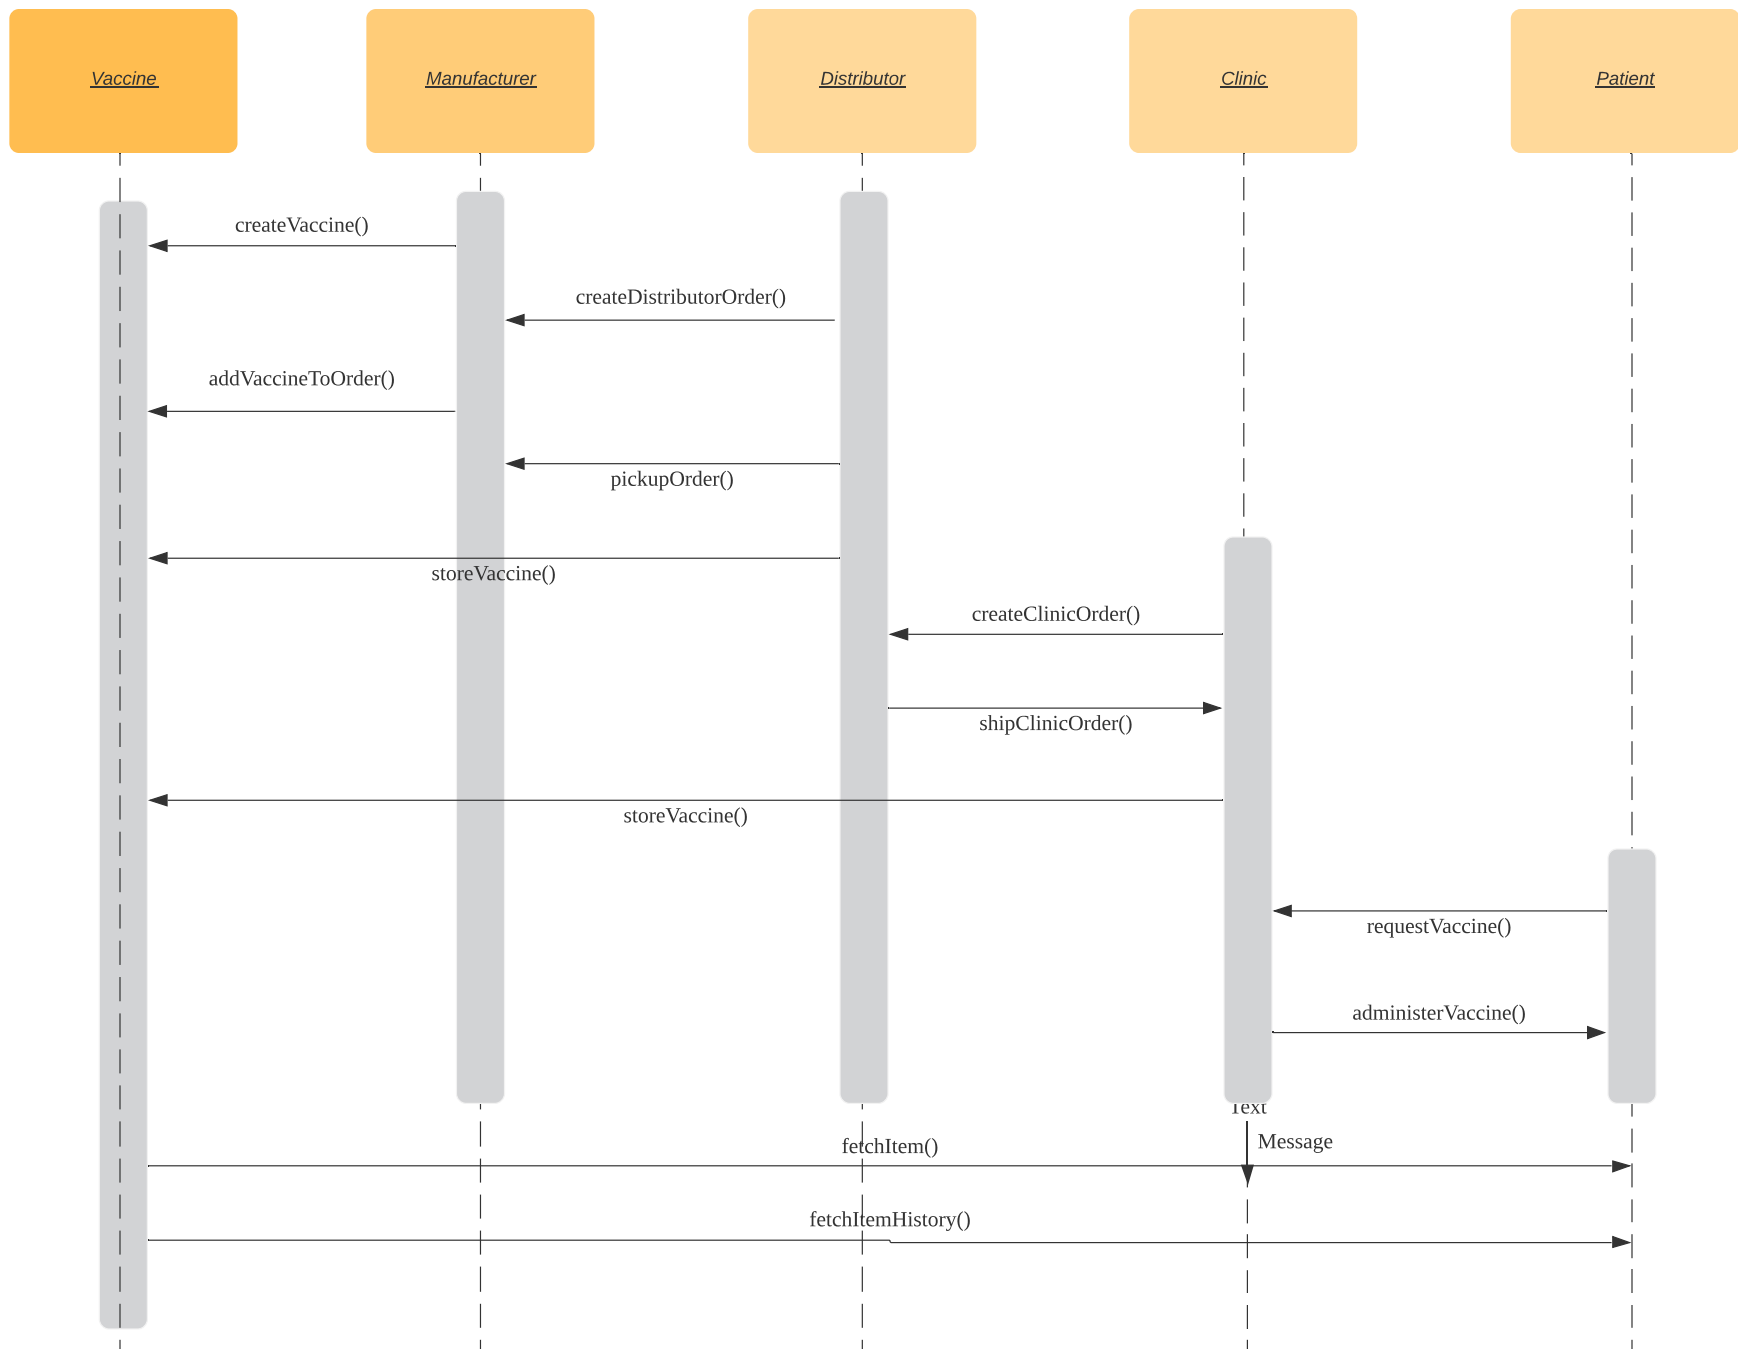 Vaccine
Manufacturer
Distributor
Clinic
Patient
createVaccine()
createDistributorOrder()
addVaccineToOrder()
pickupOrder()
storeVaccine()
createClinicOrder()
shipClinicOrder()
storeVaccine()
requestVaccine()
administerVaccine()
Text
Message
fetchItem()
fetchItemHistory()